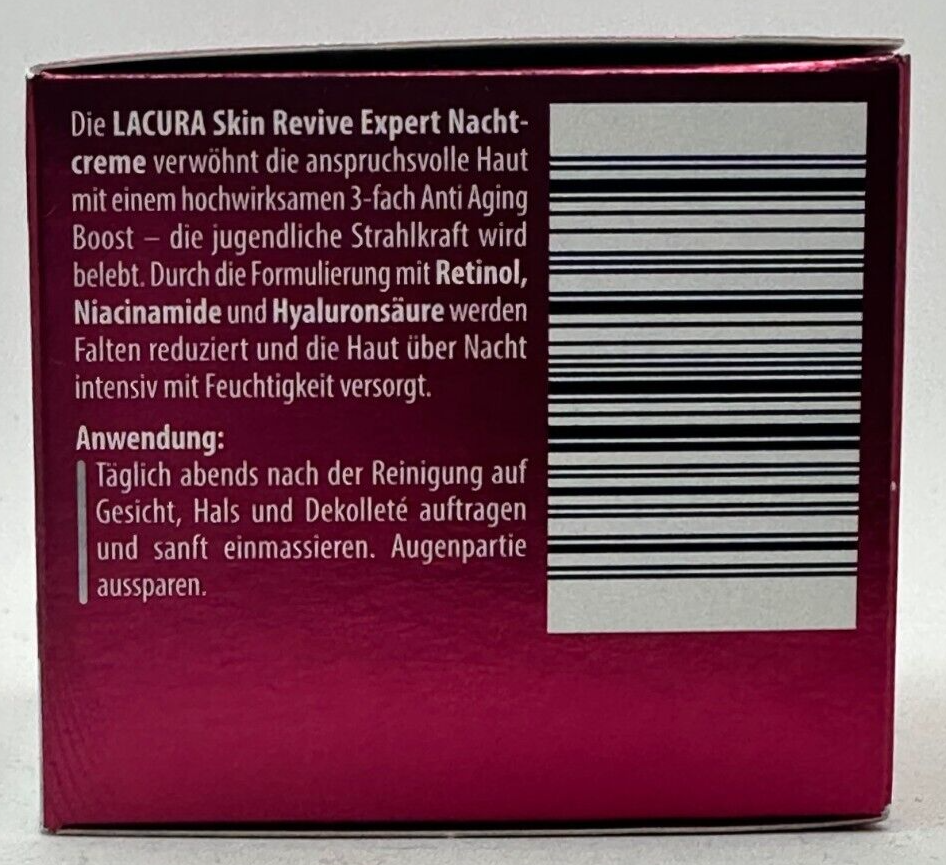 Die LACURA Skin Revive Expert Nacht-
creme verwöhnt die anspruchsvolle Haut
mit einem hochwirksamen 3-fach Anti Aging
Boost – die jugendliche Strahlkraft wird
belebt. Durch die Formulierung mit Retinol,
Niacinamide und Hyaluronsäure werden
Falten reduziert und die Haut über Nacht
intensiv mit Feuchtigkeit versorgt.
Anwendung:
Täglich abends nach der Reinigung auf
Gesicht, Hals und Dekolleté auftragen
und sanft einmassieren. Augenpartie
aussparen.